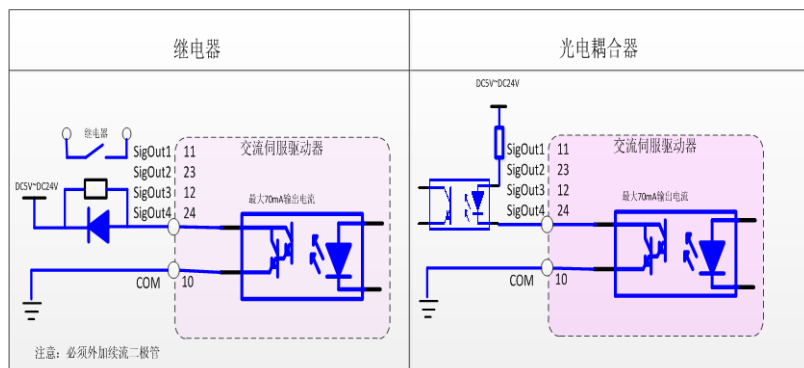 继电器
光电耦合器
继电器
DC5V~DC24V
SigOut1 11
SigOut2 23
SigOut3 12
SigOut4 24
COM 10
交流伺服驱动器
最大70mA输出电流
注意：必须外加续流二极管
DC5V~DC24V
SigOut1 11
SigOut2 23
SigOut3 12
SigOut4 24
COM 10
交流伺服驱动器
最大70mA输出电流